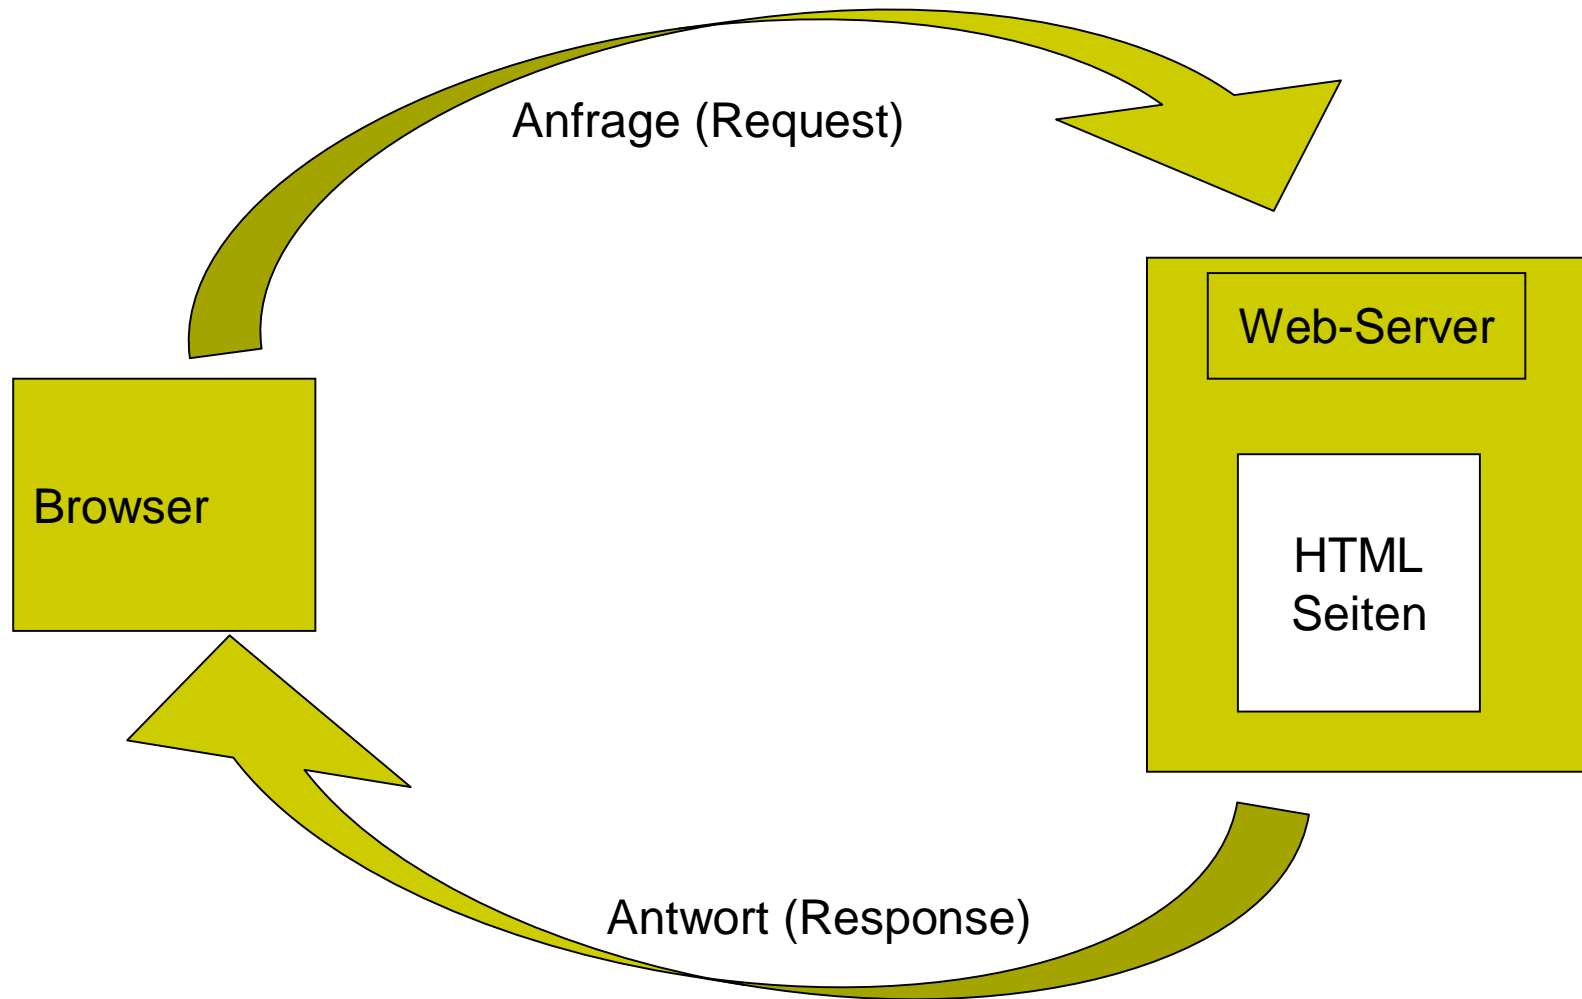 Anfrage (Request)
Web-Server
Browser
HTML
Seiten
Antwort (Response)